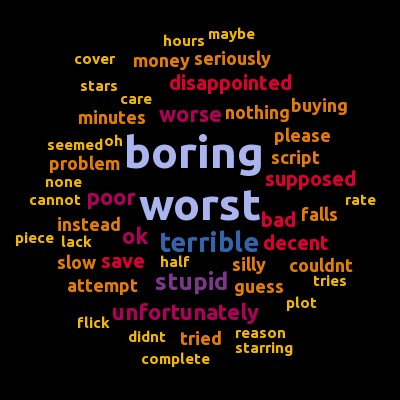 maybe
hours
cover money seriously
stars disappointed
care
minutes worse nothing buying
seemed oh boring please
problem script
none supposed
cannot poor worst rate
instead bad falls
piece lack ok terrible decent
slow save half silly couldnt
attempt stupid guess tries
unfortunately plot
flick
didnt tried reason
starring
complete